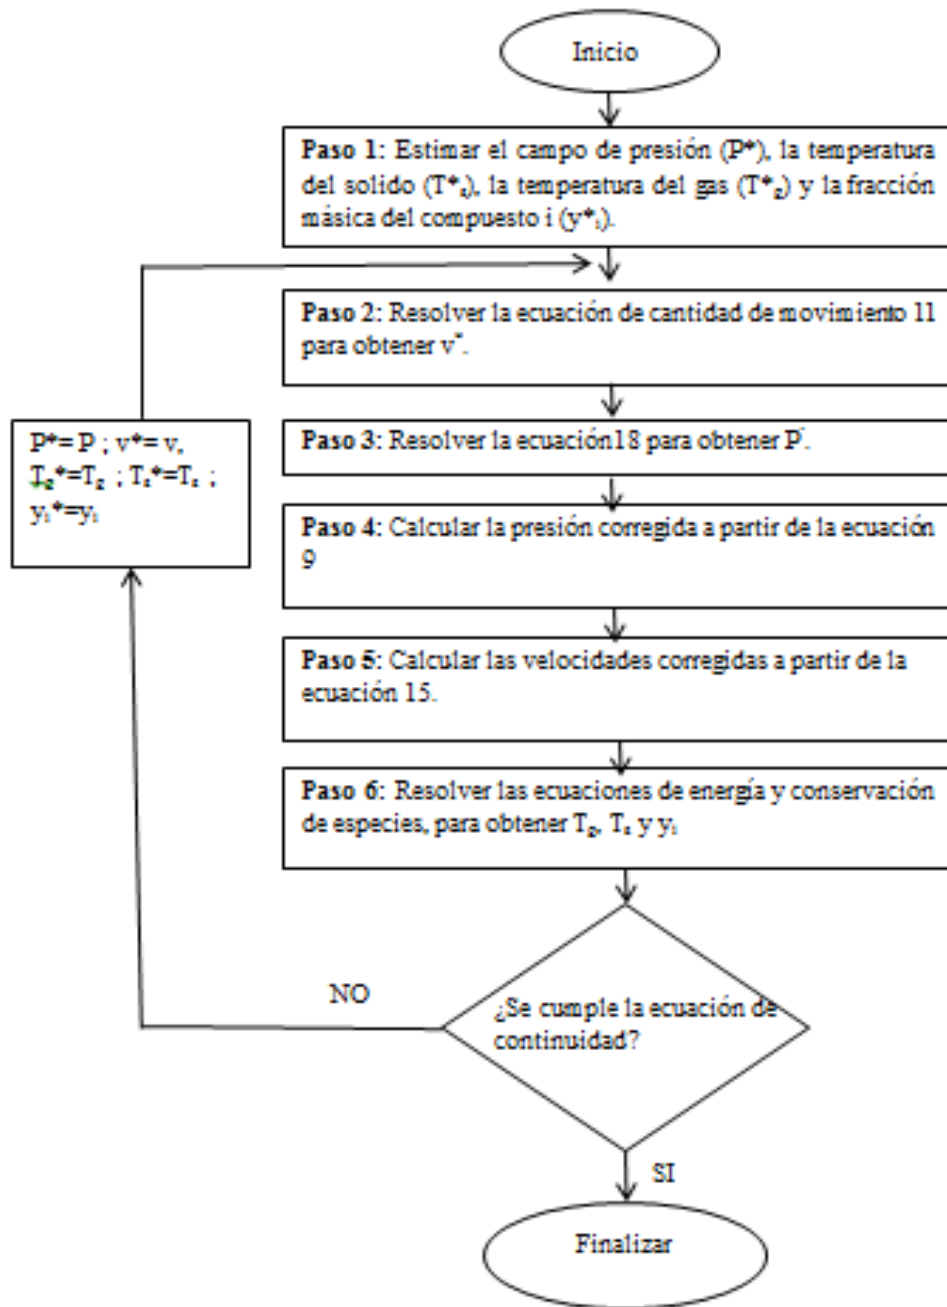 Inicio
Paso 1: Estimar el campo de presión (P*), la temperatura
del solido (T*ₛ), la temperatura del gas (T*g) y la fracción
másica del compuesto i (y*ᵢ).
Paso 2: Resolver la ecuación de cantidad de movimiento 11
para obtener v*.
P*= P ; v*= v,
Tg*=Tg ; Tₛ*=Tₛ ;
yᵢ*=yᵢ
Paso 3: Resolver la ecuación18 para obtener P'.
Paso 4: Calcular la presión corregida a partir de la ecuación
9
Paso 5: Calcular las velocidades corregidas a partir de la
ecuación 15.
Paso 6: Resolver las ecuaciones de energía y conservación
de especies, para obtener Tg, Tₛ y yᵢ
NO
¿Se cumple la ecuación de
continuidad?
SI
Finalizar